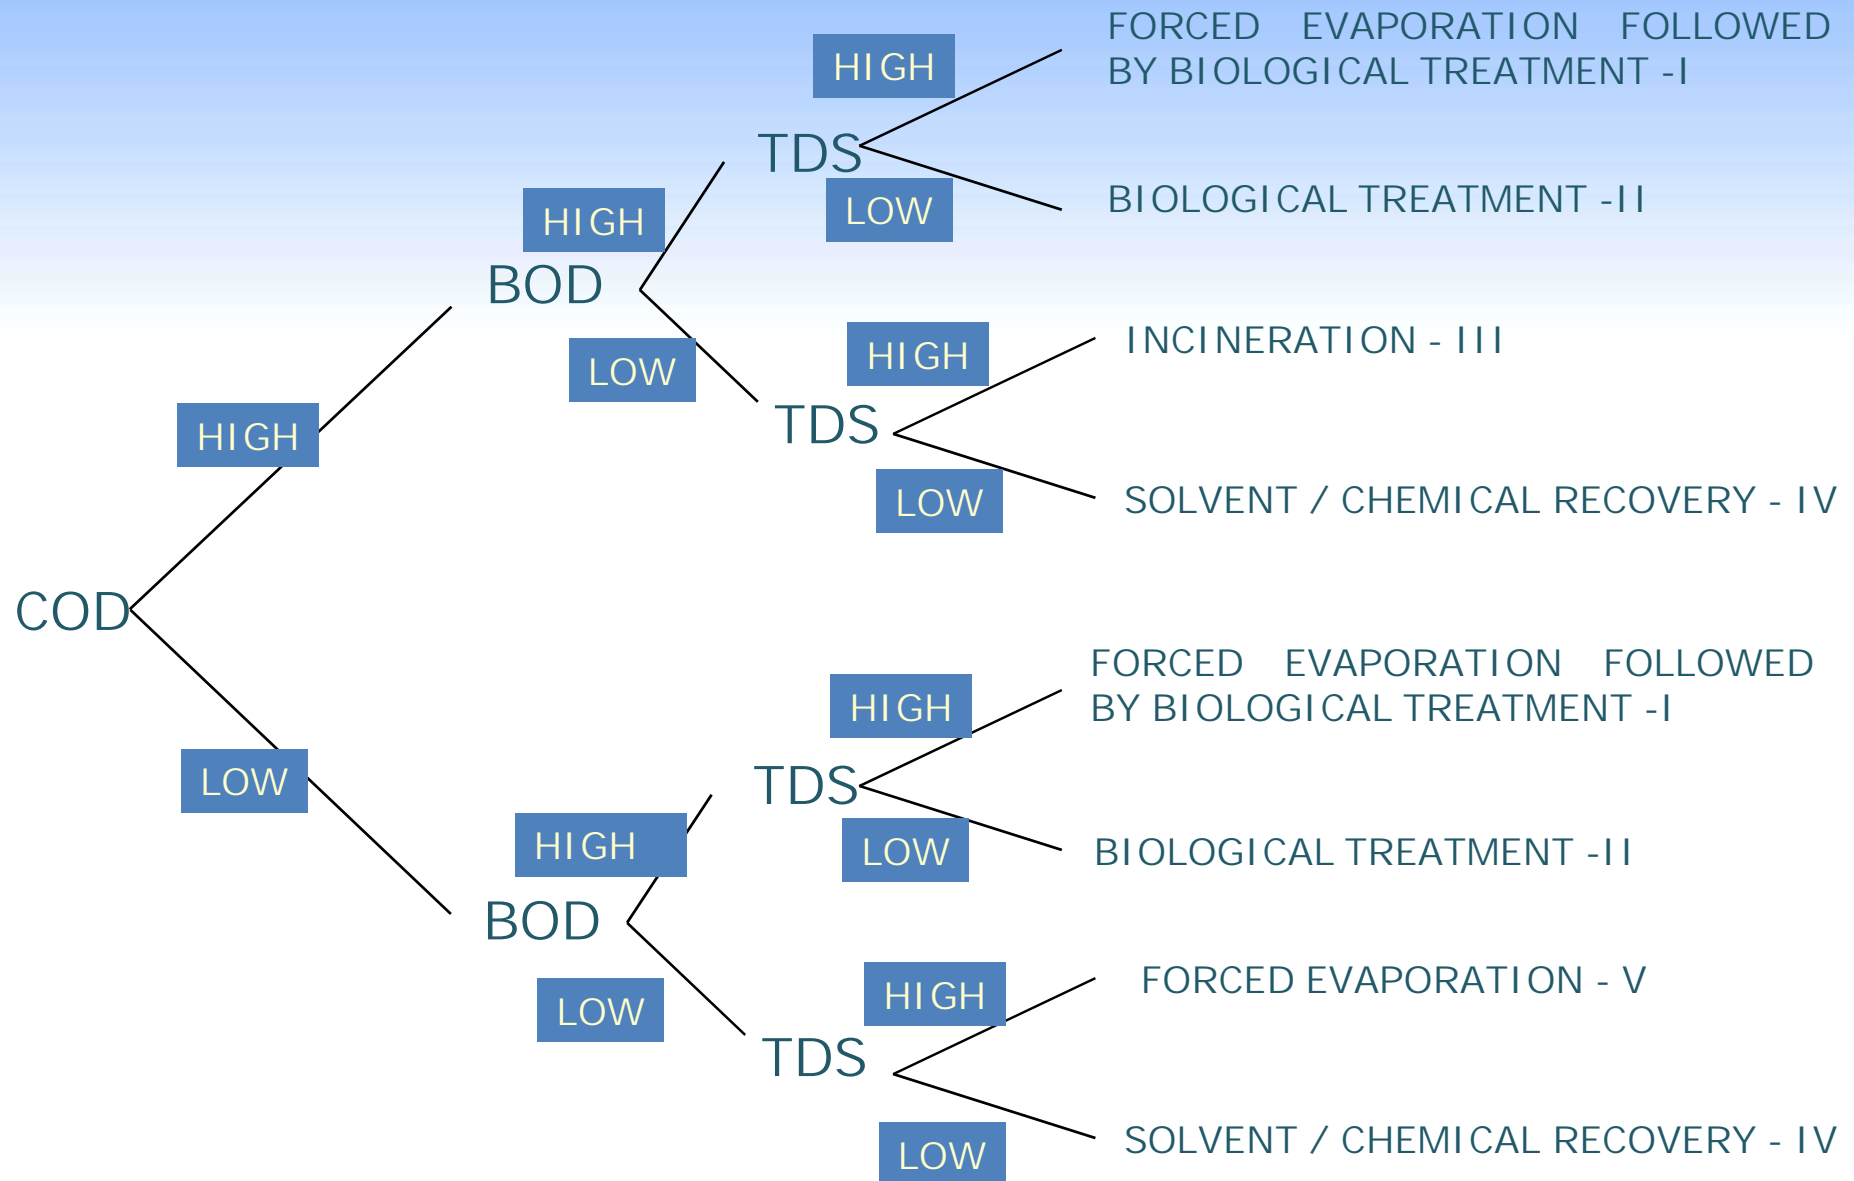 FORCED EVAPORATION FOLLOWED
BY BIOLOGICAL TREATMENT -I
HIGH
TDS
LOW
BIOLOGICAL TREATMENT -II
HIGH
BOD
LOW
HIGH
INCINERATION - III
TDS
LOW
SOLVENT / CHEMICAL RECOVERY - IV
HIGH
COD
LOW
FORCED EVAPORATION FOLLOWED
BY BIOLOGICAL TREATMENT -I
HIGH
TDS
LOW
BIOLOGICAL TREATMENT -II
HIGH
BOD
LOW
HIGH
FORCED EVAPORATION - V
TDS
LOW
SOLVENT / CHEMICAL RECOVERY - IV